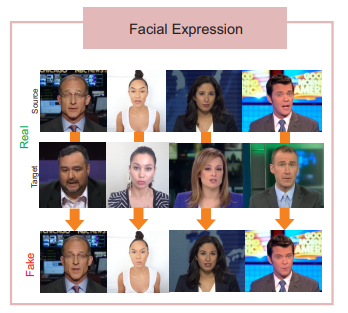 Facial Expression
Source
Real
Target
Fake